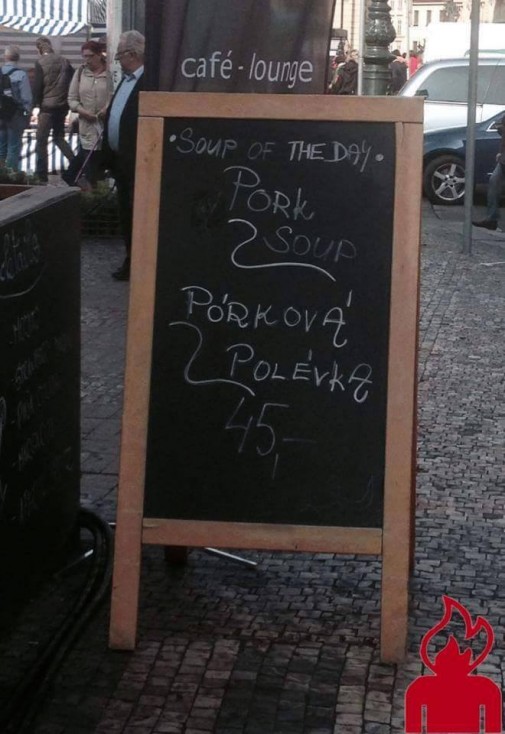 café-lounge
•SOUP OF THE DAY•
PORK
SOUP
PÓRKOVÁ
POLÉVKA
45,-